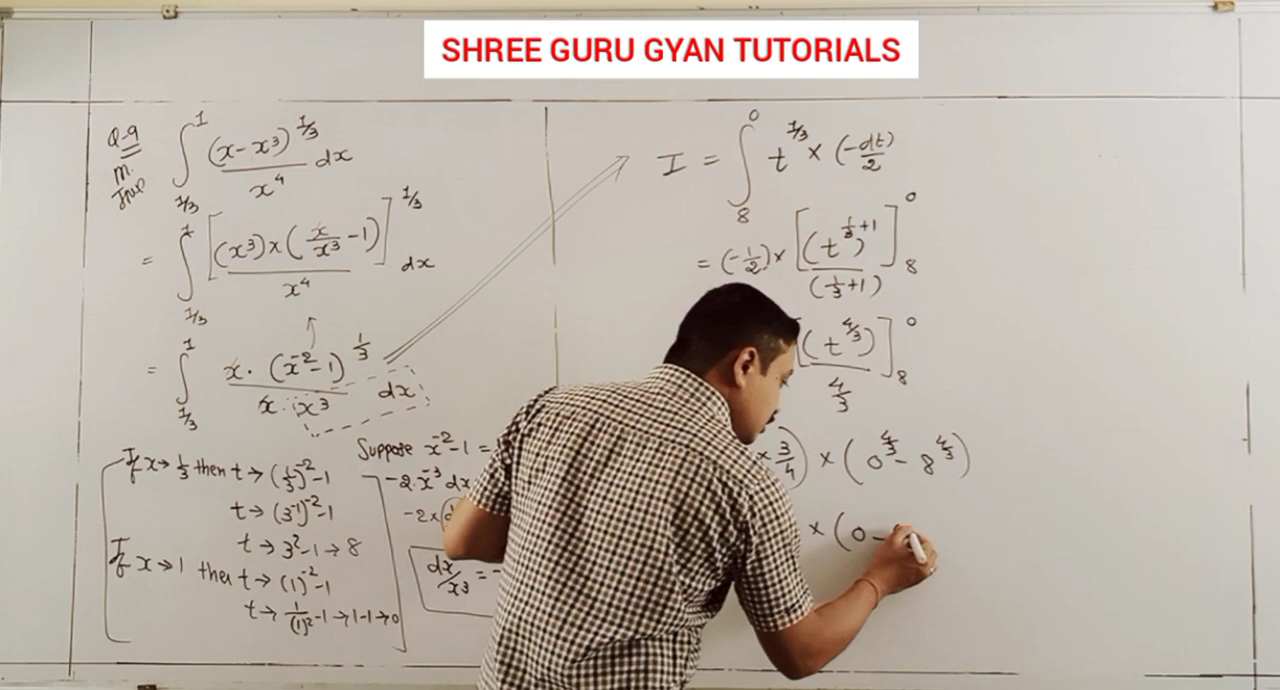 SHREE GURU GYAN TUTORIALS
Q-9
M.
∫_{1/3}^{1} (x-x³)^{1/3} / x⁴ dx
= ∫_{1/3}^{1} [(x³)×(x/x³ -1)]^{1/3} / x⁴ dx
= ∫_{1/3}^{1} x·(x⁻²-1)^{1/3} / x·x³ dx
If x→1/3 then t→(1/3)⁻²-1
t→(3⁻¹)⁻²-1
t→3²-1→8
If x→1 then t→(1)⁻²-1
t→1/(1)²-1→1-1→0
Suppose x⁻²-1=
-2.x⁻³dx
-2×(
dx/x³ = -
I = ∫_{8}^{0} t^{1/3} × (-dt/2)
= (-1/2)×[(t^{1/3+1})/(1/3+1)]_{8}^{0}
[(t^{4/3})/(4/3)]_{8}^{0}
×3/4)×(0^{4/3}-8^{4/3})
×(0-